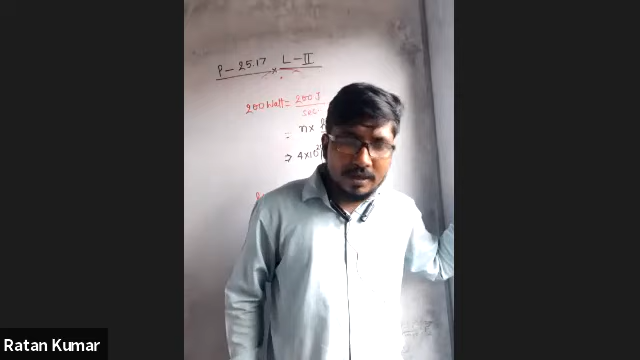 P - 25.17 L - II
200 Watt = 200 J
sec
= n x
⇒ 4x10
Ratan Kumar